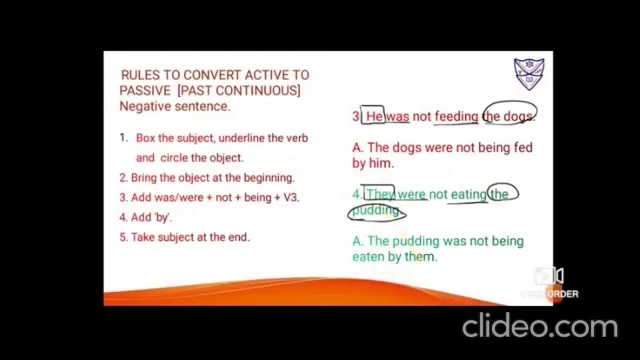 RULES TO CONVERT ACTIVE TO
PASSIVE [PAST CONTINUOUS]
Negative sentence.
1. Box the subject, underline the verb
and circle the object.
2. Bring the object at the beginning.
3. Add was/were + not + being + V3.
4. Add 'by'.
5. Take subject at the end.
3. He was not feeding the dogs.
A. The dogs were not being fed
by him.
4. They were not eating the
pudding.
A. The pudding was not being
eaten by them.
clideo.com